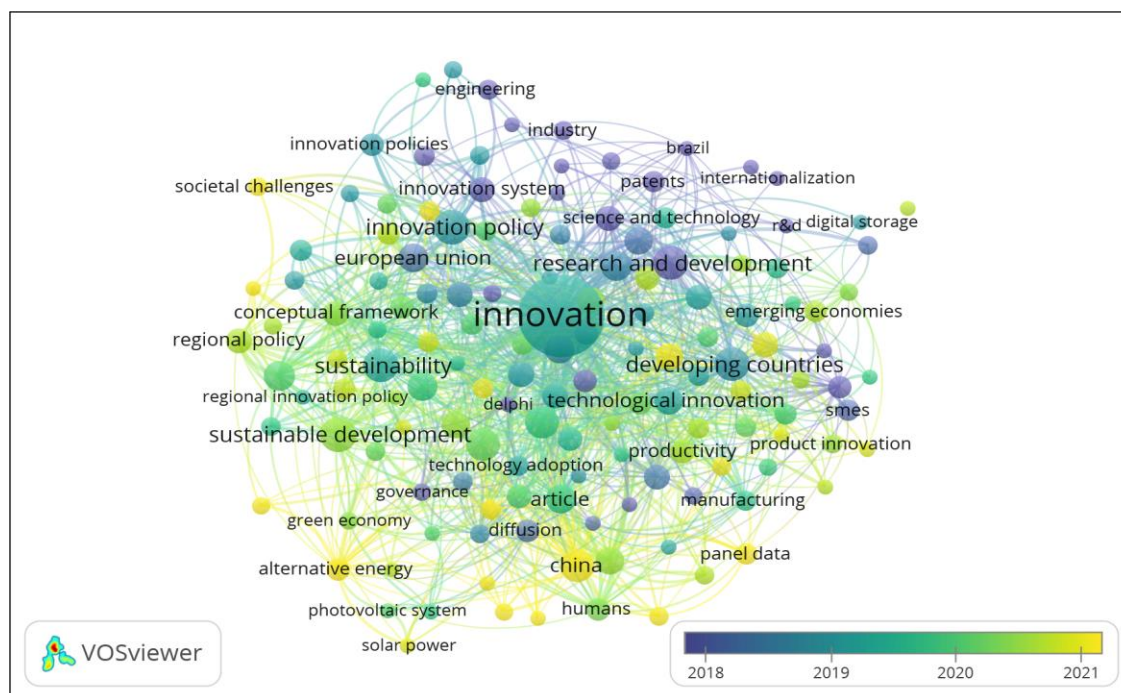 engineering
industry
innovation policies
brazil
internationalization
societal challenges
innovation system
patents
science and technology
r&d
digital storage
innovation policy
european union
research and development
innovation
conceptual framework
emerging economies
regional policy
sustainability
developing countries
regional innovation policy
delphi
technological innovation
smes
sustainable development
product innovation
productivity
technology adoption
governance
article
manufacturing
green economy
diffusion
panel data
alternative energy
china
photovoltaic system
humans
solar power
VOSviewer
2018
2019
2020
2021